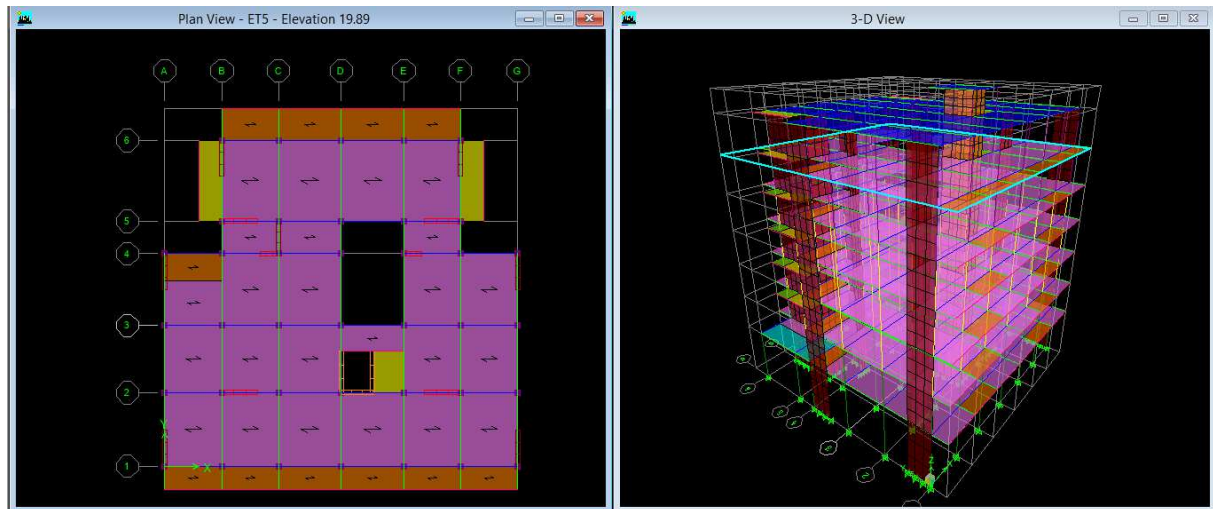 Plan View - ET5 - Elevation 19.89
3-D View
A B C D E F G
6
5
4
3
2
1
Y
X
Z